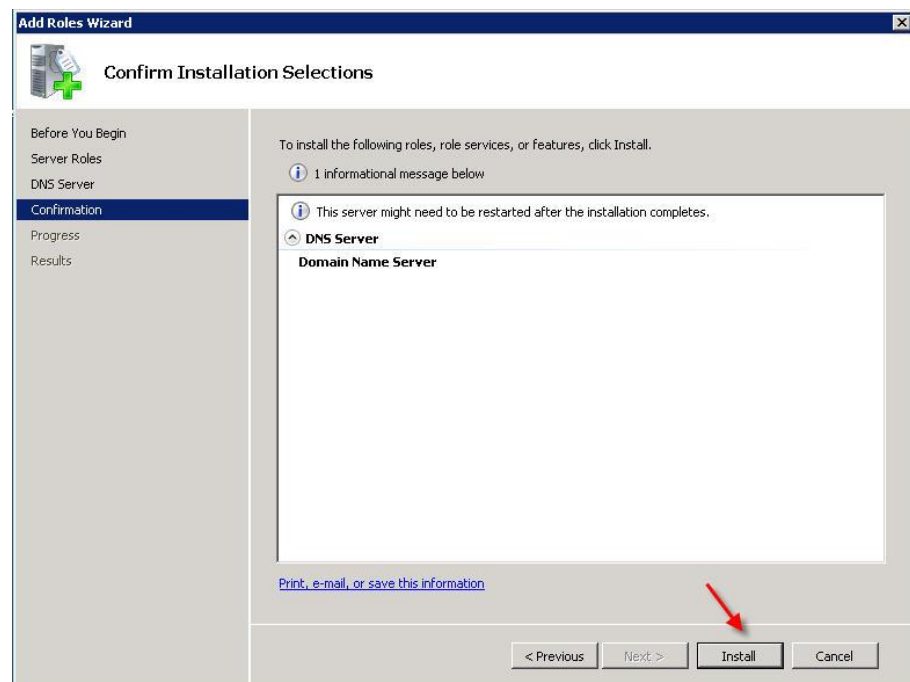 Add Roles Wizard
Confirm Installation Selections
Before You Begin
Server Roles
DNS Server
Confirmation
Progress
Results
To install the following roles, role services, or features, click Install.
1 informational message below
This server might need to be restarted after the installation completes.
DNS Server
Domain Name Server
Print, e-mail, or save this information
< Previous
Next >
Install
Cancel